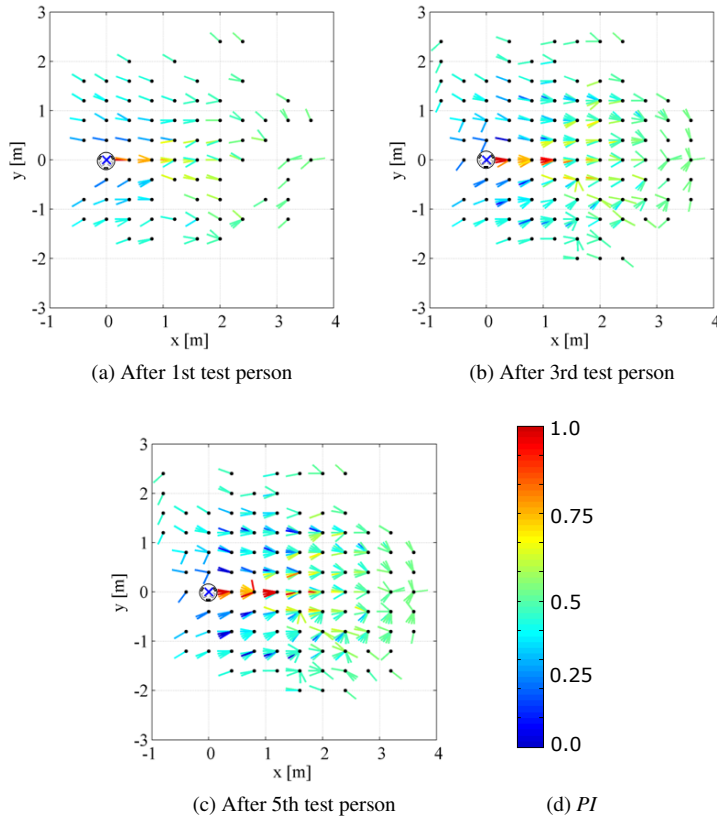 3
2
1
0
-1
-2
-3
-1 0 1 2 3 4
y [m]
x [m]
(a) After 1st test person
3
2
1
0
-1
-2
-3
-1 0 1 2 3 4
y [m]
x [m]
(b) After 3rd test person
3
2
1
0
-1
-2
-3
-1 0 1 2 3 4
y [m]
x [m]
(c) After 5th test person
1.0
0.75
0.5
0.25
0.0
(d) PI